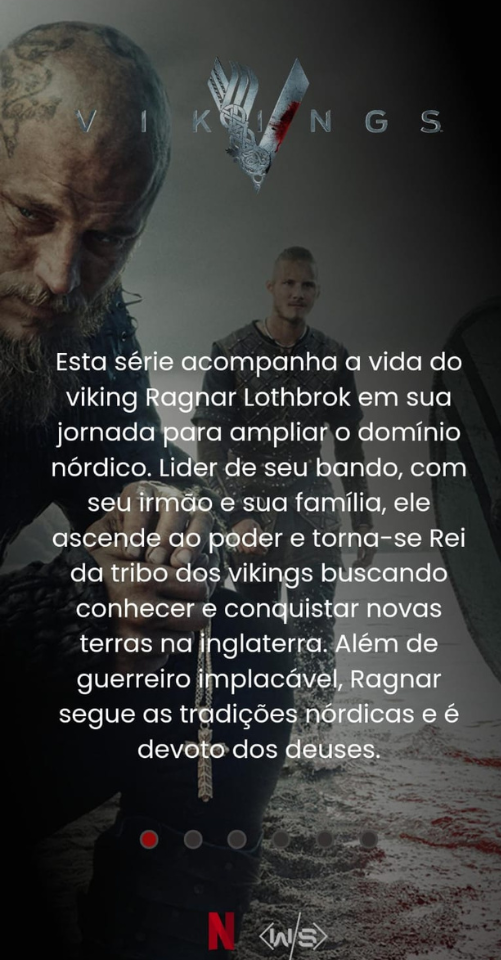 VIKINGS
Esta série acompanha a vida do
viking Ragnar Lothbrok em sua
jornada para ampliar o domínio
nórdico. Lider de seu bando, com
seu irmão e sua família, ele
ascende ao poder e torna-se Rei
da tribo dos vikings buscando
conhecer e conquistar novas
terras na inglaterra. Além de
guerreiro implacável, Ragnar
segue as tradições nórdicas e é
devoto dos deuses.
N <W/S>